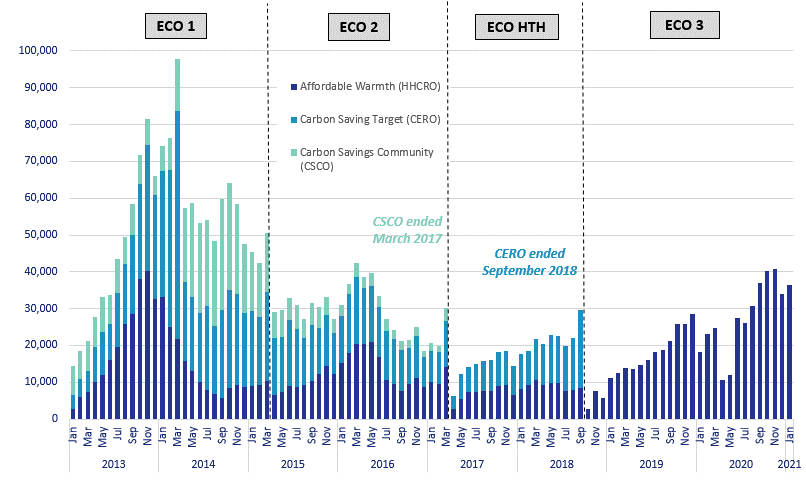 ECO 1
ECO 2
ECO HTH
ECO 3
100,000
90,000
80,000
70,000
60,000
50,000
40,000
30,000
20,000
10,000
0
Affordable Warmth (HHCRO)
Carbon Saving Target (CERO)
Carbon Savings Community
(CSCO)
CSCO ended
March 2017
CERO ended
September 2018
Jan Mar May Jul Sep Nov Jan Mar May Jul Sep Nov Jan Mar May Jul Sep Nov Jan Mar May Jul Sep Nov Jan Mar May Jul Sep Nov Jan Mar May Jul Sep Nov Jan Mar May Jul Sep Nov Jan Mar May Jul Sep Nov Jan
2013 2014 2015 2016 2017 2018 2019 2020 2021